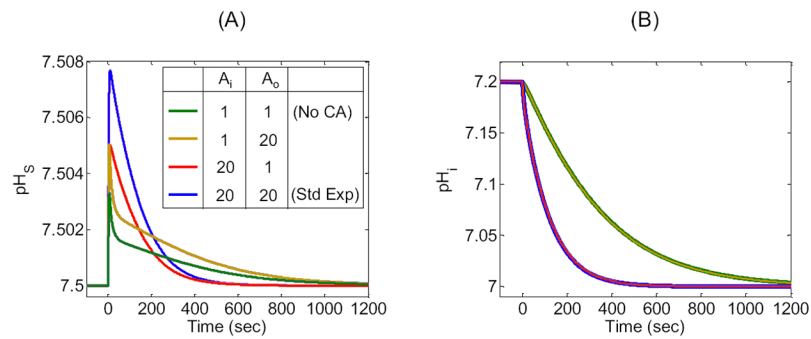 (A)
(B)
7.508
7.506
7.504
7.502
7.5
pH_S
A_i A_o
1 1 (No CA)
1 20
20 1
20 20 (Std Exp)
0 200 400 600 800 1000 1200
Time (sec)
7.2
7.15
7.1
7.05
7
pH_i
0 200 400 600 800 1000 1200
Time (sec)